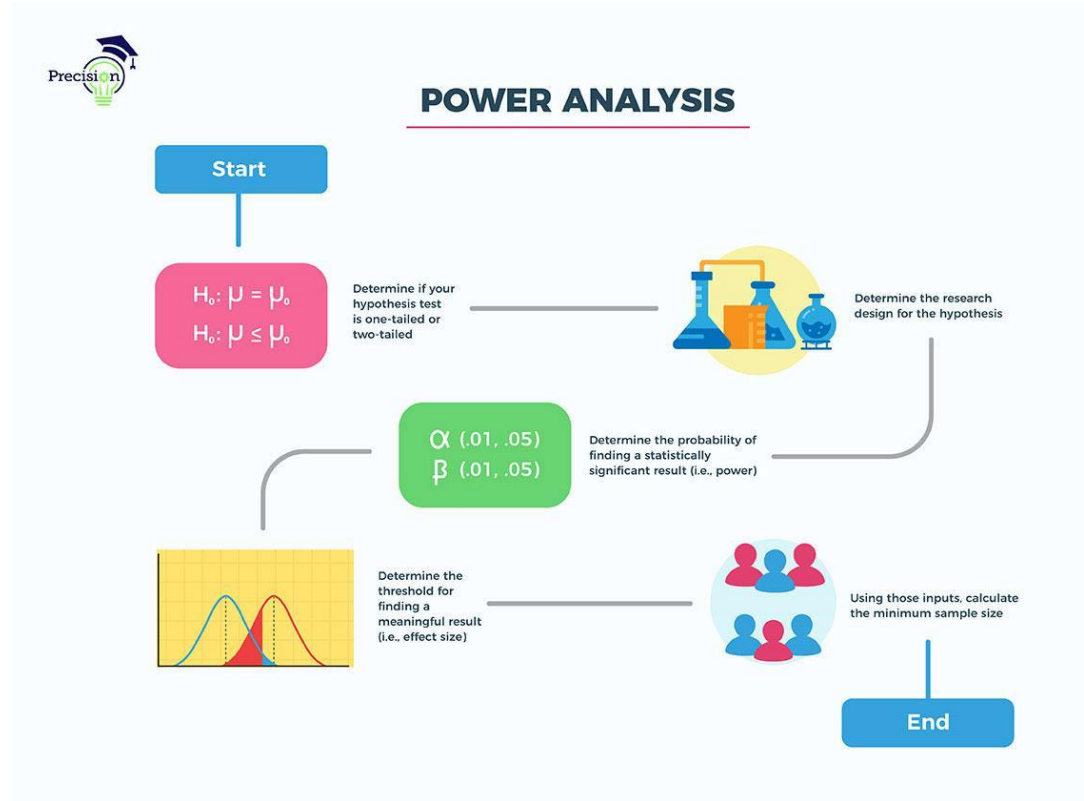 Precision
POWER ANALYSIS
Start
H₀: μ = μ₀
H₀: μ ≤ μ₀
Determine if your
hypothesis test
is one-tailed or
two-tailed
Determine the research
design for the hypothesis
α (.01, .05)
β (.01, .05)
Determine the probability of
finding a statistically
significant result (i.e., power)
Determine the
threshold for
finding a
meaningful result
(i.e., effect size)
Using those inputs, calculate
the minimum sample size
End